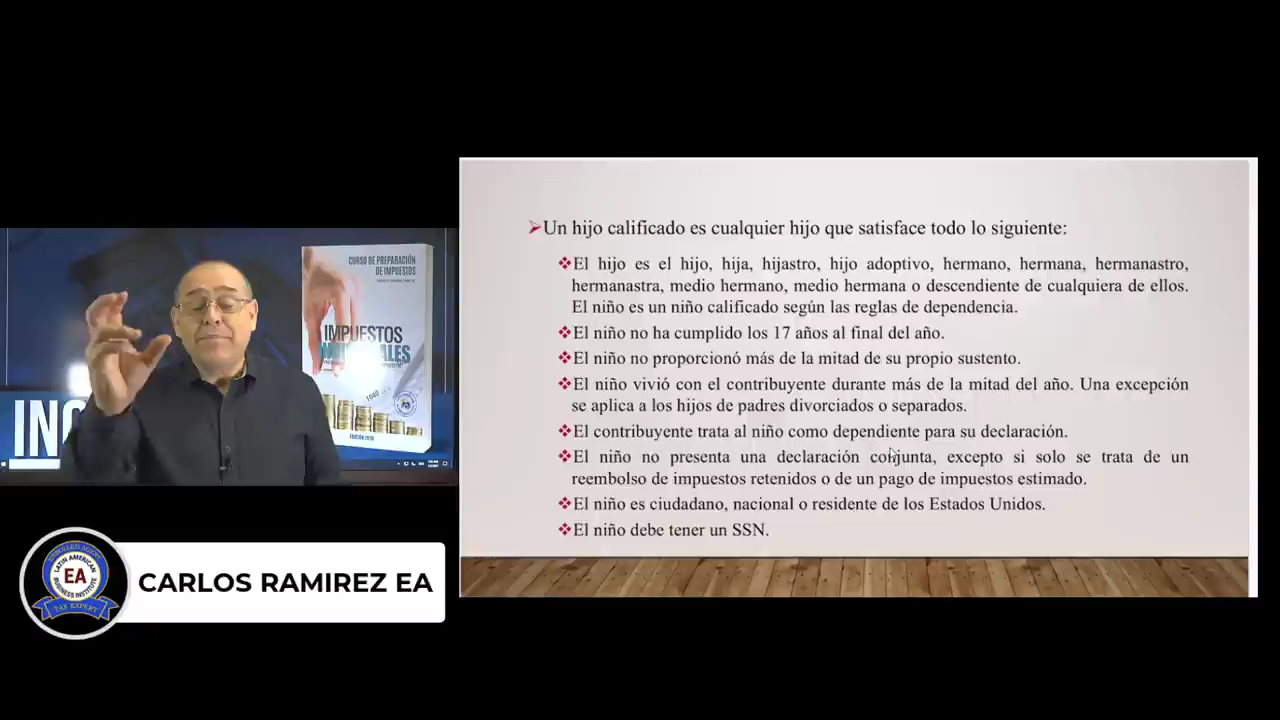 CURSO DE PREPARACIÓN
DE IMPUESTOS
IMPUESTOS
1040
EDICIÓN 2020
INC
LATIN AMERICAN
BUSINESS INSTITUTE
EA
TAX EXPERT
CARLOS RAMIREZ EA
➢Un hijo calificado es cualquier hijo que satisface todo lo siguiente:
❖El hijo es el hijo, hija, hijastro, hijo adoptivo, hermano, hermana, hermanastro,
hermanastra, medio hermano, medio hermana o descendiente de cualquiera de ellos.
El niño es un niño calificado según las reglas de dependencia.
❖El niño no ha cumplido los 17 años al final del año.
❖El niño no proporcionó más de la mitad de su propio sustento.
❖El niño vivió con el contribuyente durante más de la mitad del año. Una excepción
se aplica a los hijos de padres divorciados o separados.
❖El contribuyente trata al niño como dependiente para su declaración.
❖El niño no presenta una declaración conjunta, excepto si solo se trata de un
reembolso de impuestos retenidos o de un pago de impuestos estimado.
❖El niño es ciudadano, nacional o residente de los Estados Unidos.
❖El niño debe tener un SSN.